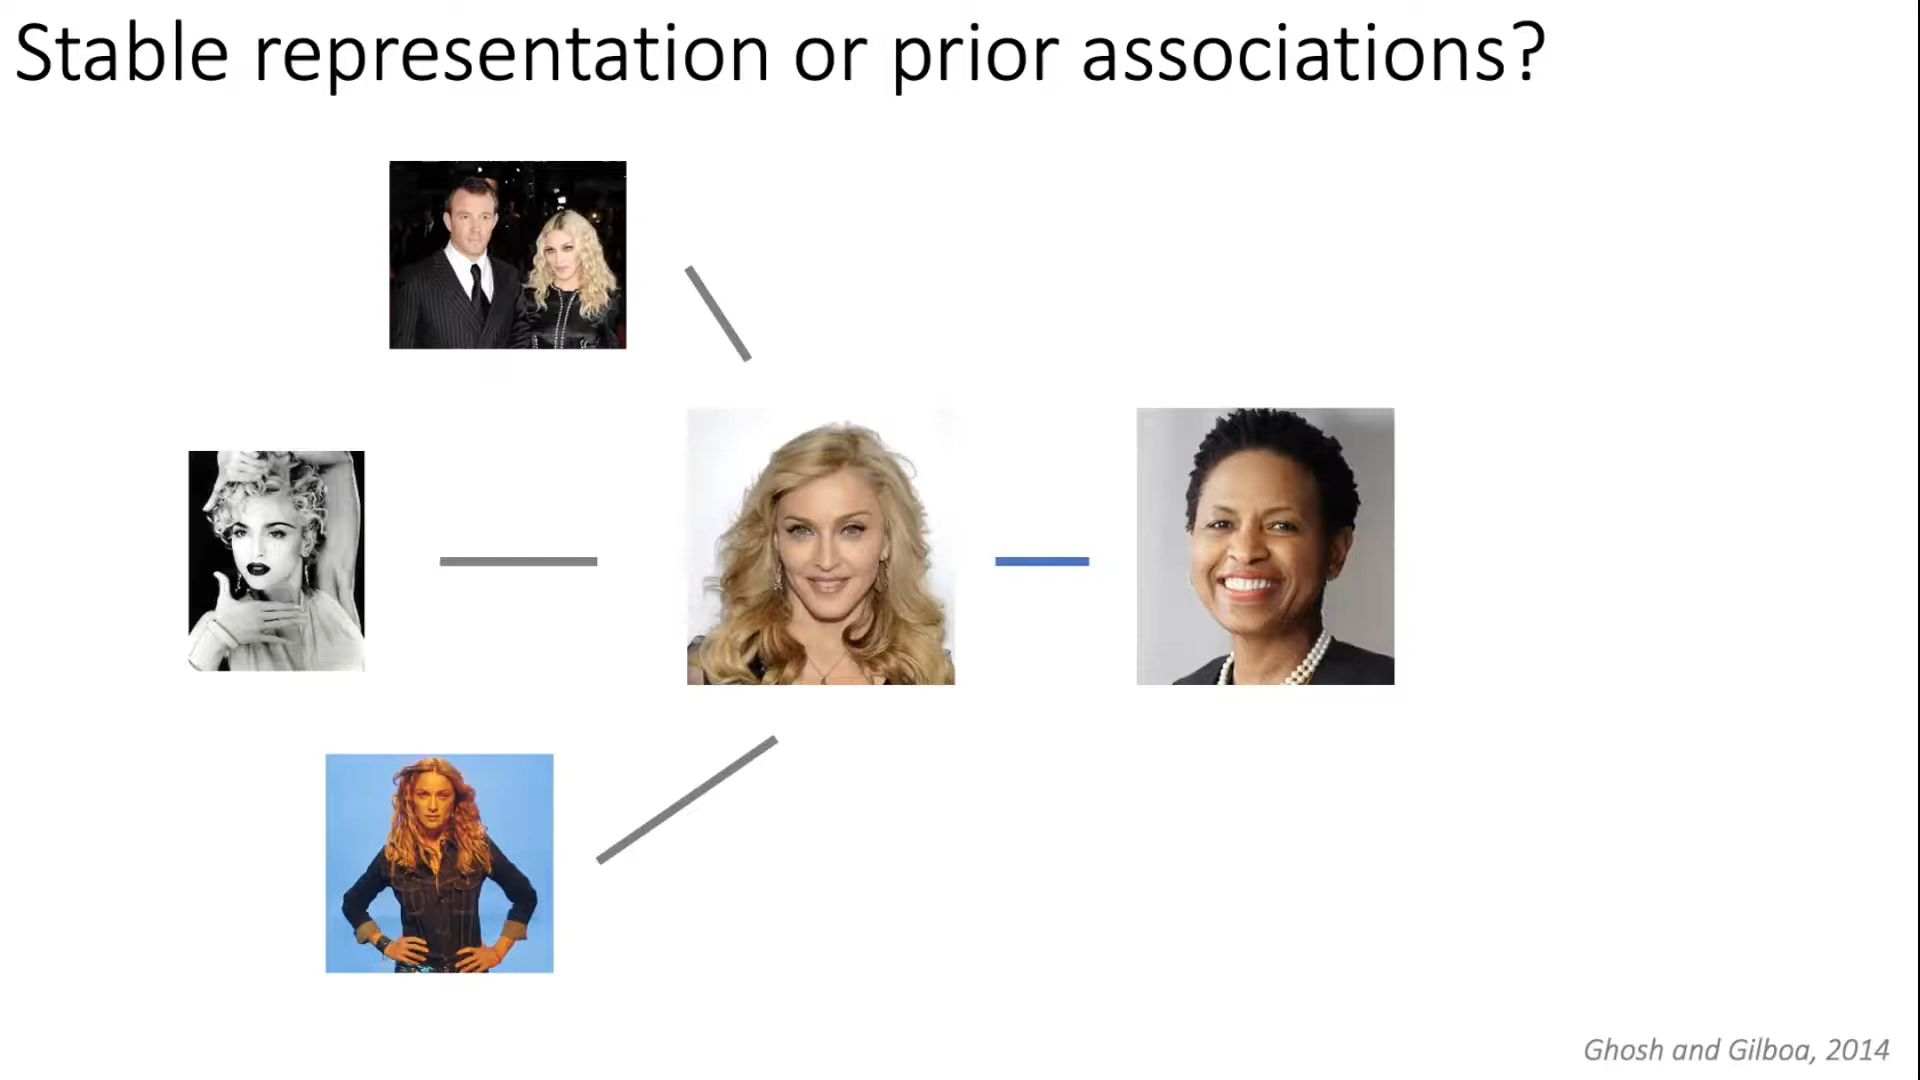 Stable representation or prior associations?
Ghosh and Gilboa, 2014